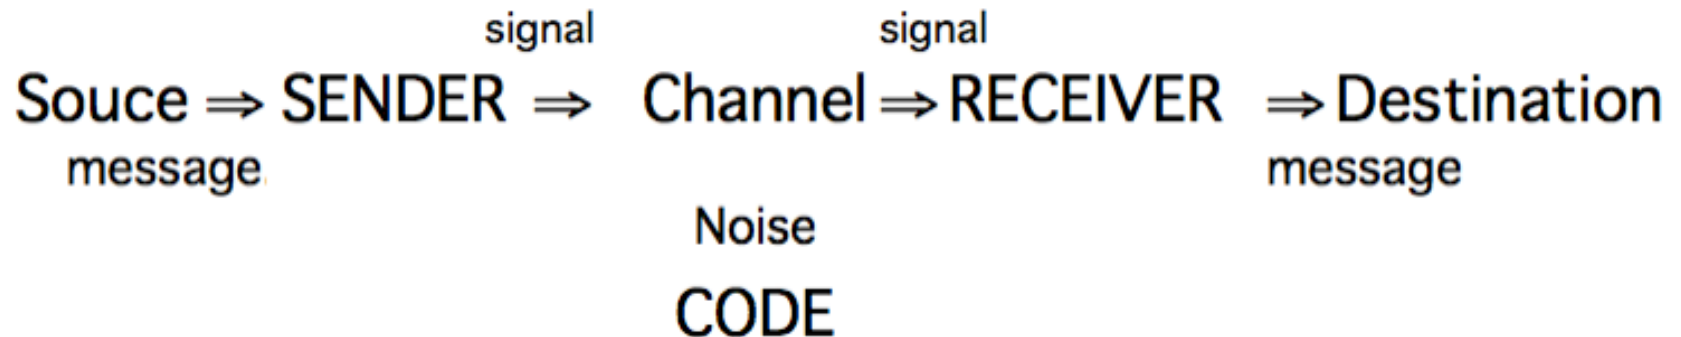 signal signal
Souce ⇒ SENDER ⇒ Channel ⇒ RECEIVER ⇒ Destination
message message
Noise
CODE